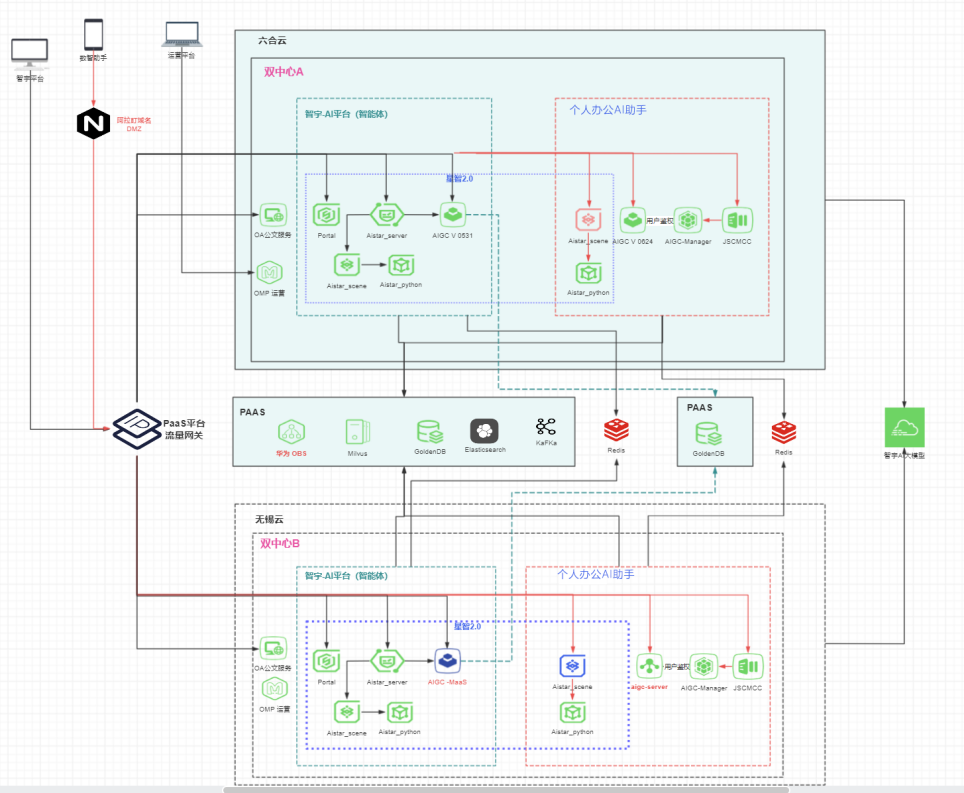 智宇平台
数智助手
运营平台
阿拉灯域名
DMZ
六合云
双中心A
智宇-AI平台（智能体）
个人办公AI助手
星智2.0
OA公文服务
Portal
Aistar_server
AIGC V 0531
Aistar_scene
Aistar_python
OMP 运营
Aistar_scene
AIGC V 0624
用户鉴权
AIGC-Manager
JSCMCC
Aistar_python
PaaS平台
流量网关
PAAS
华为 OBS
Milvus
GoldenDB
Elasticsearch
KaFKa
Redis
PAAS
GoldenDB
Redis
智宇AI大模型
无锡云
双中心B
智宇-AI平台（智能体）
个人办公AI助手
星智2.0
OA公文服务
Portal
Aistar_server
AIGC -MaaS
Aistar_scene
aigc-server
用户鉴权
AIGC-Manager
JSCMCC
OMP 运营
Aistar_scene
Aistar_python
Aistar_python